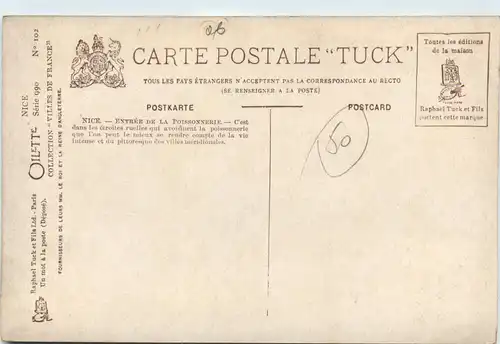 06
CARTE POSTALE "TUCK"
TOUS LES PAYS ÉTRANGERS N'ACCEPTENT PAS LA CORRESPONDANCE AU RECTO
(SE RENSEIGNER A LA POSTE)
POSTKARTE
POSTCARD
NICE. — ENTRÉE DE LA POISSONNERIE. — C'est
dans les étroites ruelles qui avoisinent la poissonnerie
que l'on peut le mieux se rendre compte de la vie
intense et du pittoresque des villes méridionales.
50
Toutes les éditions
de la maison
Raphael Tuck et Fils
portent cette marque
NICE
Série 990 No 102
OILETTE
COLLECTION "VILLES DE FRANCE"
FOURNISSEURS DE LEURS MM. LE ROI ET LA REINE D'ANGLETERRE.
Raphael Tuck et Fils Ltd. - Paris
Un mot à la poste (Déposé).